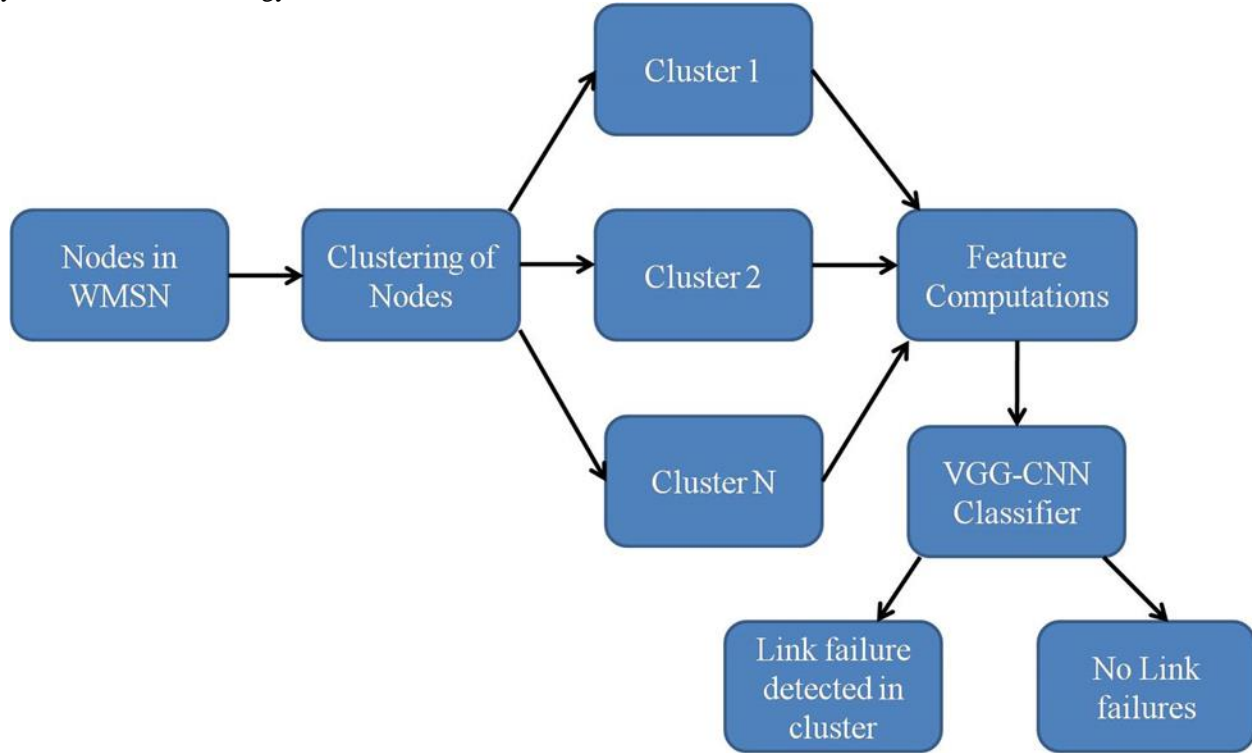 Cluster 1
Nodes in
WMSN
Clustering of
Nodes
Cluster 2
Feature
Computations
Cluster N
VGG-CNN
Classifier
Link failure
detected in
cluster
No Link
failures